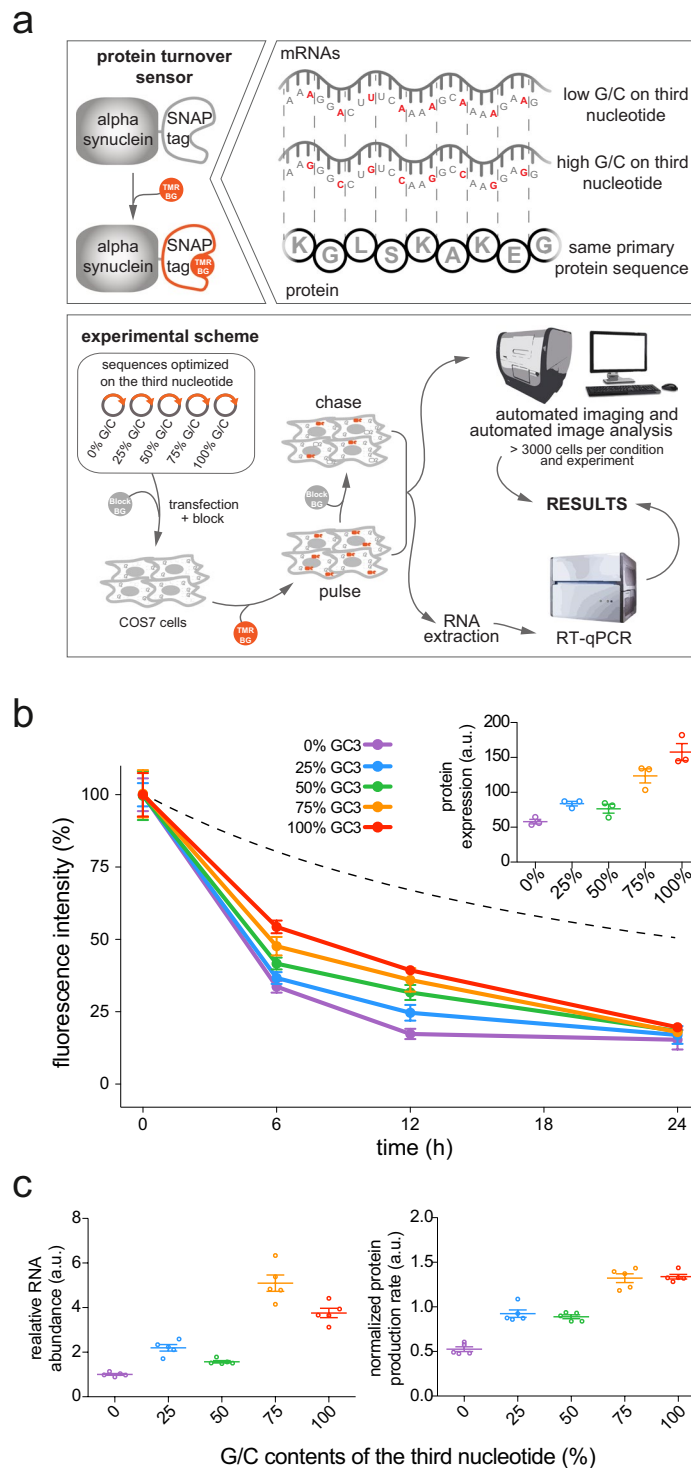 a
protein turnover
sensor
alpha
synuclein
SNAP
tag
TMR
BG
alpha
synuclein
SNAP
tag
TMR
BG
mRNAs
A A A G G A C U U U C A A A A G C A A A A G A A G
low G/C on third
nucleotide
A A G G G C C U G U C C A A G G C C A A G G A G G
high G/C on third
nucleotide
K G L S K A K E G
same primary
protein sequence
protein
experimental scheme
sequences optimized
on the third nucleotide
0% G/C
25% G/C
50% G/C
75% G/C
100% G/C
Block
BG
transfection
+ block
COS7 cells
TMR
BG
chase
Block
BG
pulse
automated imaging and
automated image analysis
> 3000 cells per condition
and experiment
RESULTS
RNA
extraction
RT-qPCR
b
fluorescence intensity (%)
100
75
50
25
0
0 6 12 18 24
time (h)
0% GC3
25% GC3
50% GC3
75% GC3
100% GC3
protein
expression (a.u.)
200
150
100
50
0
0% 25% 50% 75% 100%
c
realative RNA
abundance (a.u.)
8
6
4
2
0
0 25 50 75 100
normalized protein
production rate (a.u.)
2.0
1.5
1.0
0.5
0.0
0 25 50 75 100
G/C contents of the third nucleotide (%)